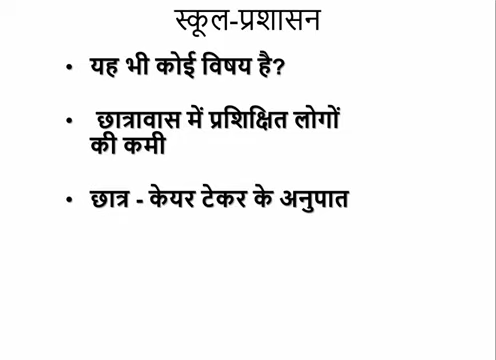 स्कूल-प्रशासन
• यह भी कोई विषय है?
• छात्रावास में प्रशिक्षित लोगों
की कमी
• छात्र - केयर टेकर के अनुपात